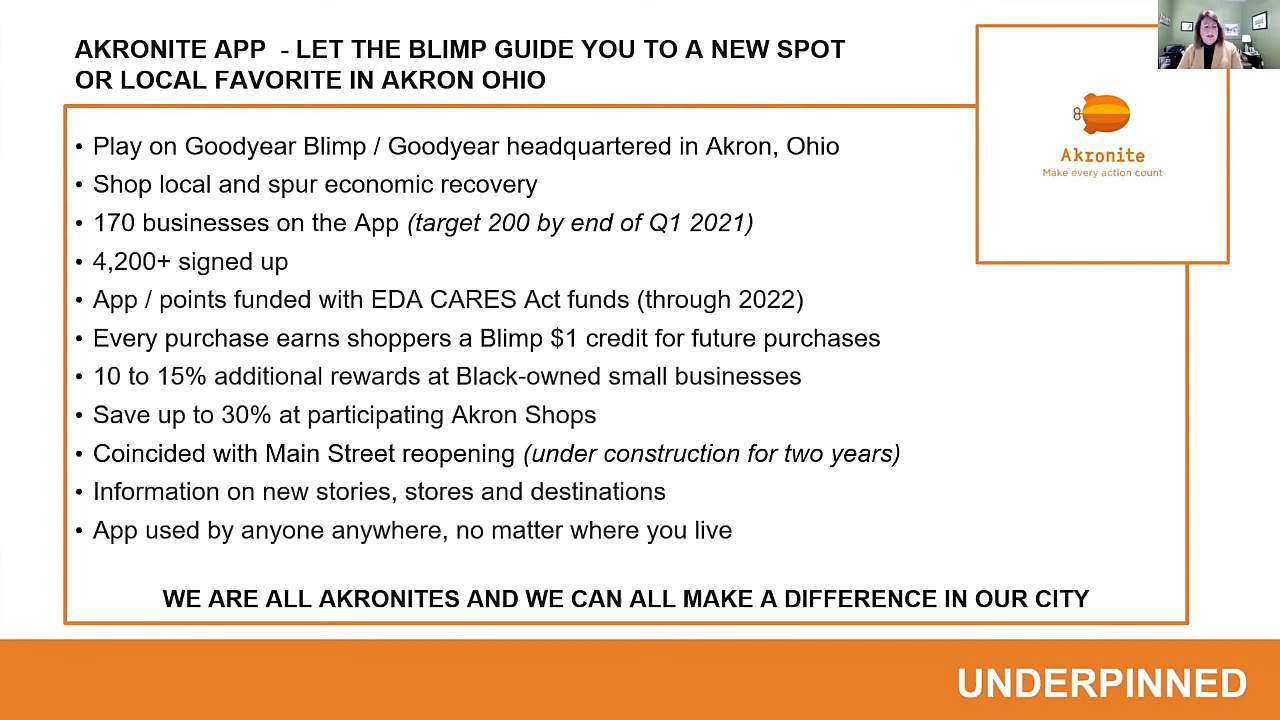 AKRONITE APP - LET THE BLIMP GUIDE YOU TO A NEW SPOT
OR LOCAL FAVORITE IN AKRON OHIO
Akronite
Make every action count
• Play on Goodyear Blimp / Goodyear headquartered in Akron, Ohio
• Shop local and spur economic recovery
• 170 businesses on the App (target 200 by end of Q1 2021)
• 4,200+ signed up
• App / points funded with EDA CARES Act funds (through 2022)
• Every purchase earns shoppers a Blimp $1 credit for future purchases
• 10 to 15% additional rewards at Black-owned small businesses
• Save up to 30% at participating Akron Shops
• Coincided with Main Street reopening (under construction for two years)
• Information on new stories, stores and destinations
• App used by anyone anywhere, no matter where you live
WE ARE ALL AKRONITES AND WE CAN ALL MAKE A DIFFERENCE IN OUR CITY
UNDERPINNED